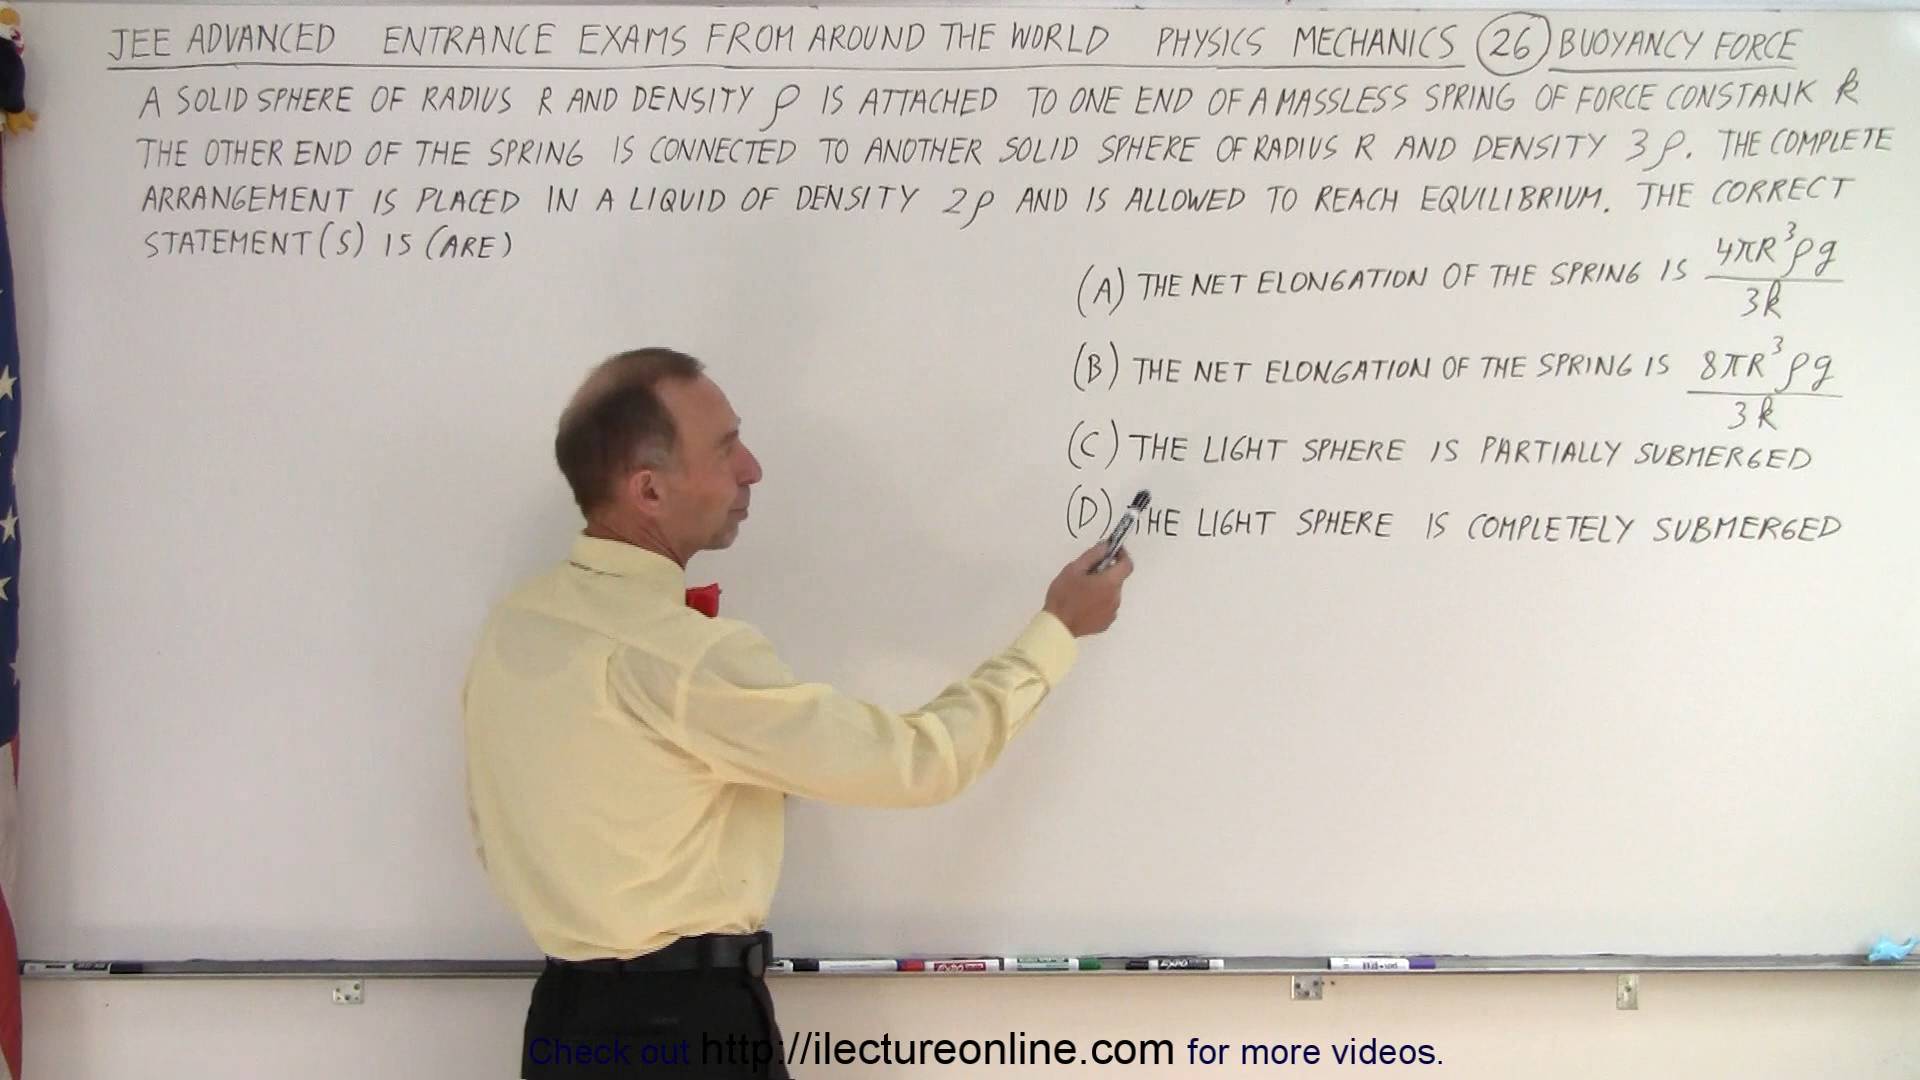 JEE ADVANCED ENTRANCE EXAMS FROM AROUND THE WORLD PHYSICS MECHANICS 26 BUOYANCY FORCE
A SOLID SPHERE OF RADIUS R AND DENSITY ρ IS ATTACHED TO ONE END OF A MASSLESS SPRING OF FORCE CONSTANK k
THE OTHER END OF THE SPRING IS CONNECTED TO ANOTHER SOLID SPHERE OF RADIUS R AND DENSITY 3ρ. THE COMPLETE
ARRANGEMENT IS PLACED IN A LIQUID OF DENSITY 2ρ AND IS ALLOWED TO REACH EQUILIBRIUM. THE CORRECT
STATEMENT(S) IS (ARE)
(A) THE NET ELONGATION OF THE SPRING IS 4πR³ρg / 3k
(B) THE NET ELONGATION OF THE SPRING IS 8πR³ρg / 3k
(C) THE LIGHT SPHERE IS PARTIALLY SUBMERGED
(D) THE LIGHT SPHERE IS COMPLETELY SUBMERGED
Check out http://ilectureonline.com for more videos.